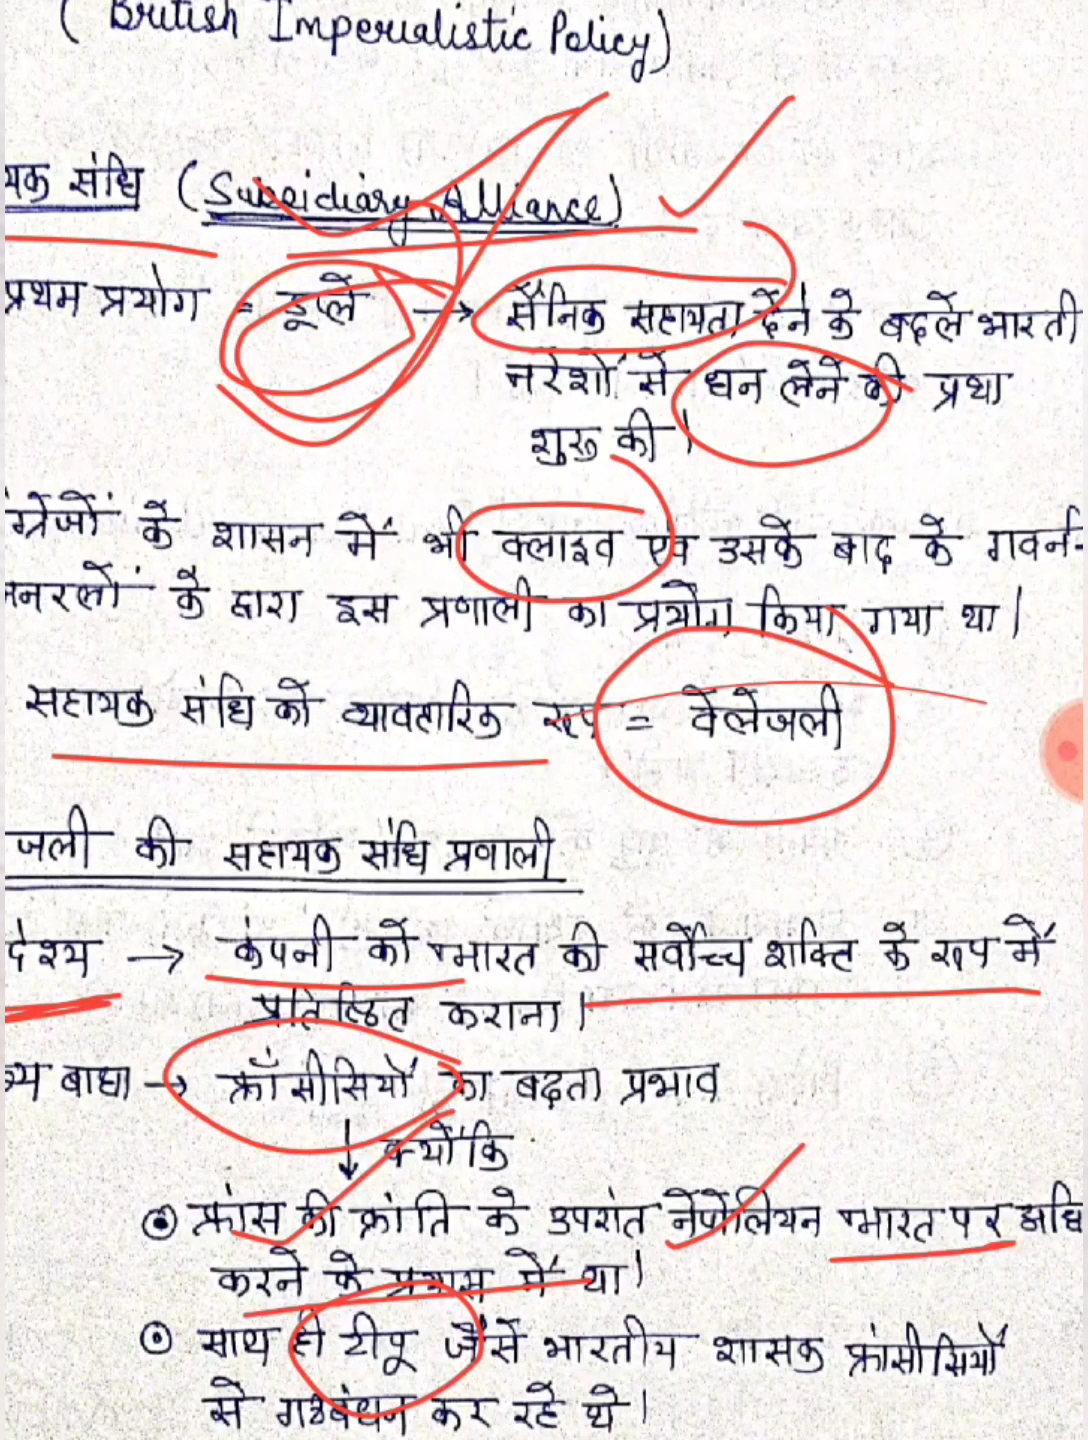 ( British Imperialistic Policy)
यक संधि (Subsidiary Alliance)
प्रथम प्रयोग = डूप्ले → सैनिक सहायता देने के बदले भारती
नरेशों से धन लेने की प्रथा
शुरू की।
ग्रेजों के शासन में भी क्लाइव एवं उसके बाद के गवर्न-
जनरलों के द्वारा इस प्रणाली का प्रयोग किया गया था।
सहायक संधि को व्यावहारिक रूप = वेलेजली
जली की सहायक संधि प्रणाली
देश्य → कंपनी को भारत की सर्वोच्च शक्ति के रूप में
प्रतिष्ठित कराना।
ख्य बाधा → फ्राँसीसियों का बढ़ता प्रभाव
↓ क्योंकि
⊙ फ्रांस की क्रांति के उपरांत नेपोलियन भारत पर अधि
करने के प्रयास में था।
⊙ साथ ही टीपू जैसे भारतीय शासक फ्रांसीसियों
से गठबंधन कर रहे थे।